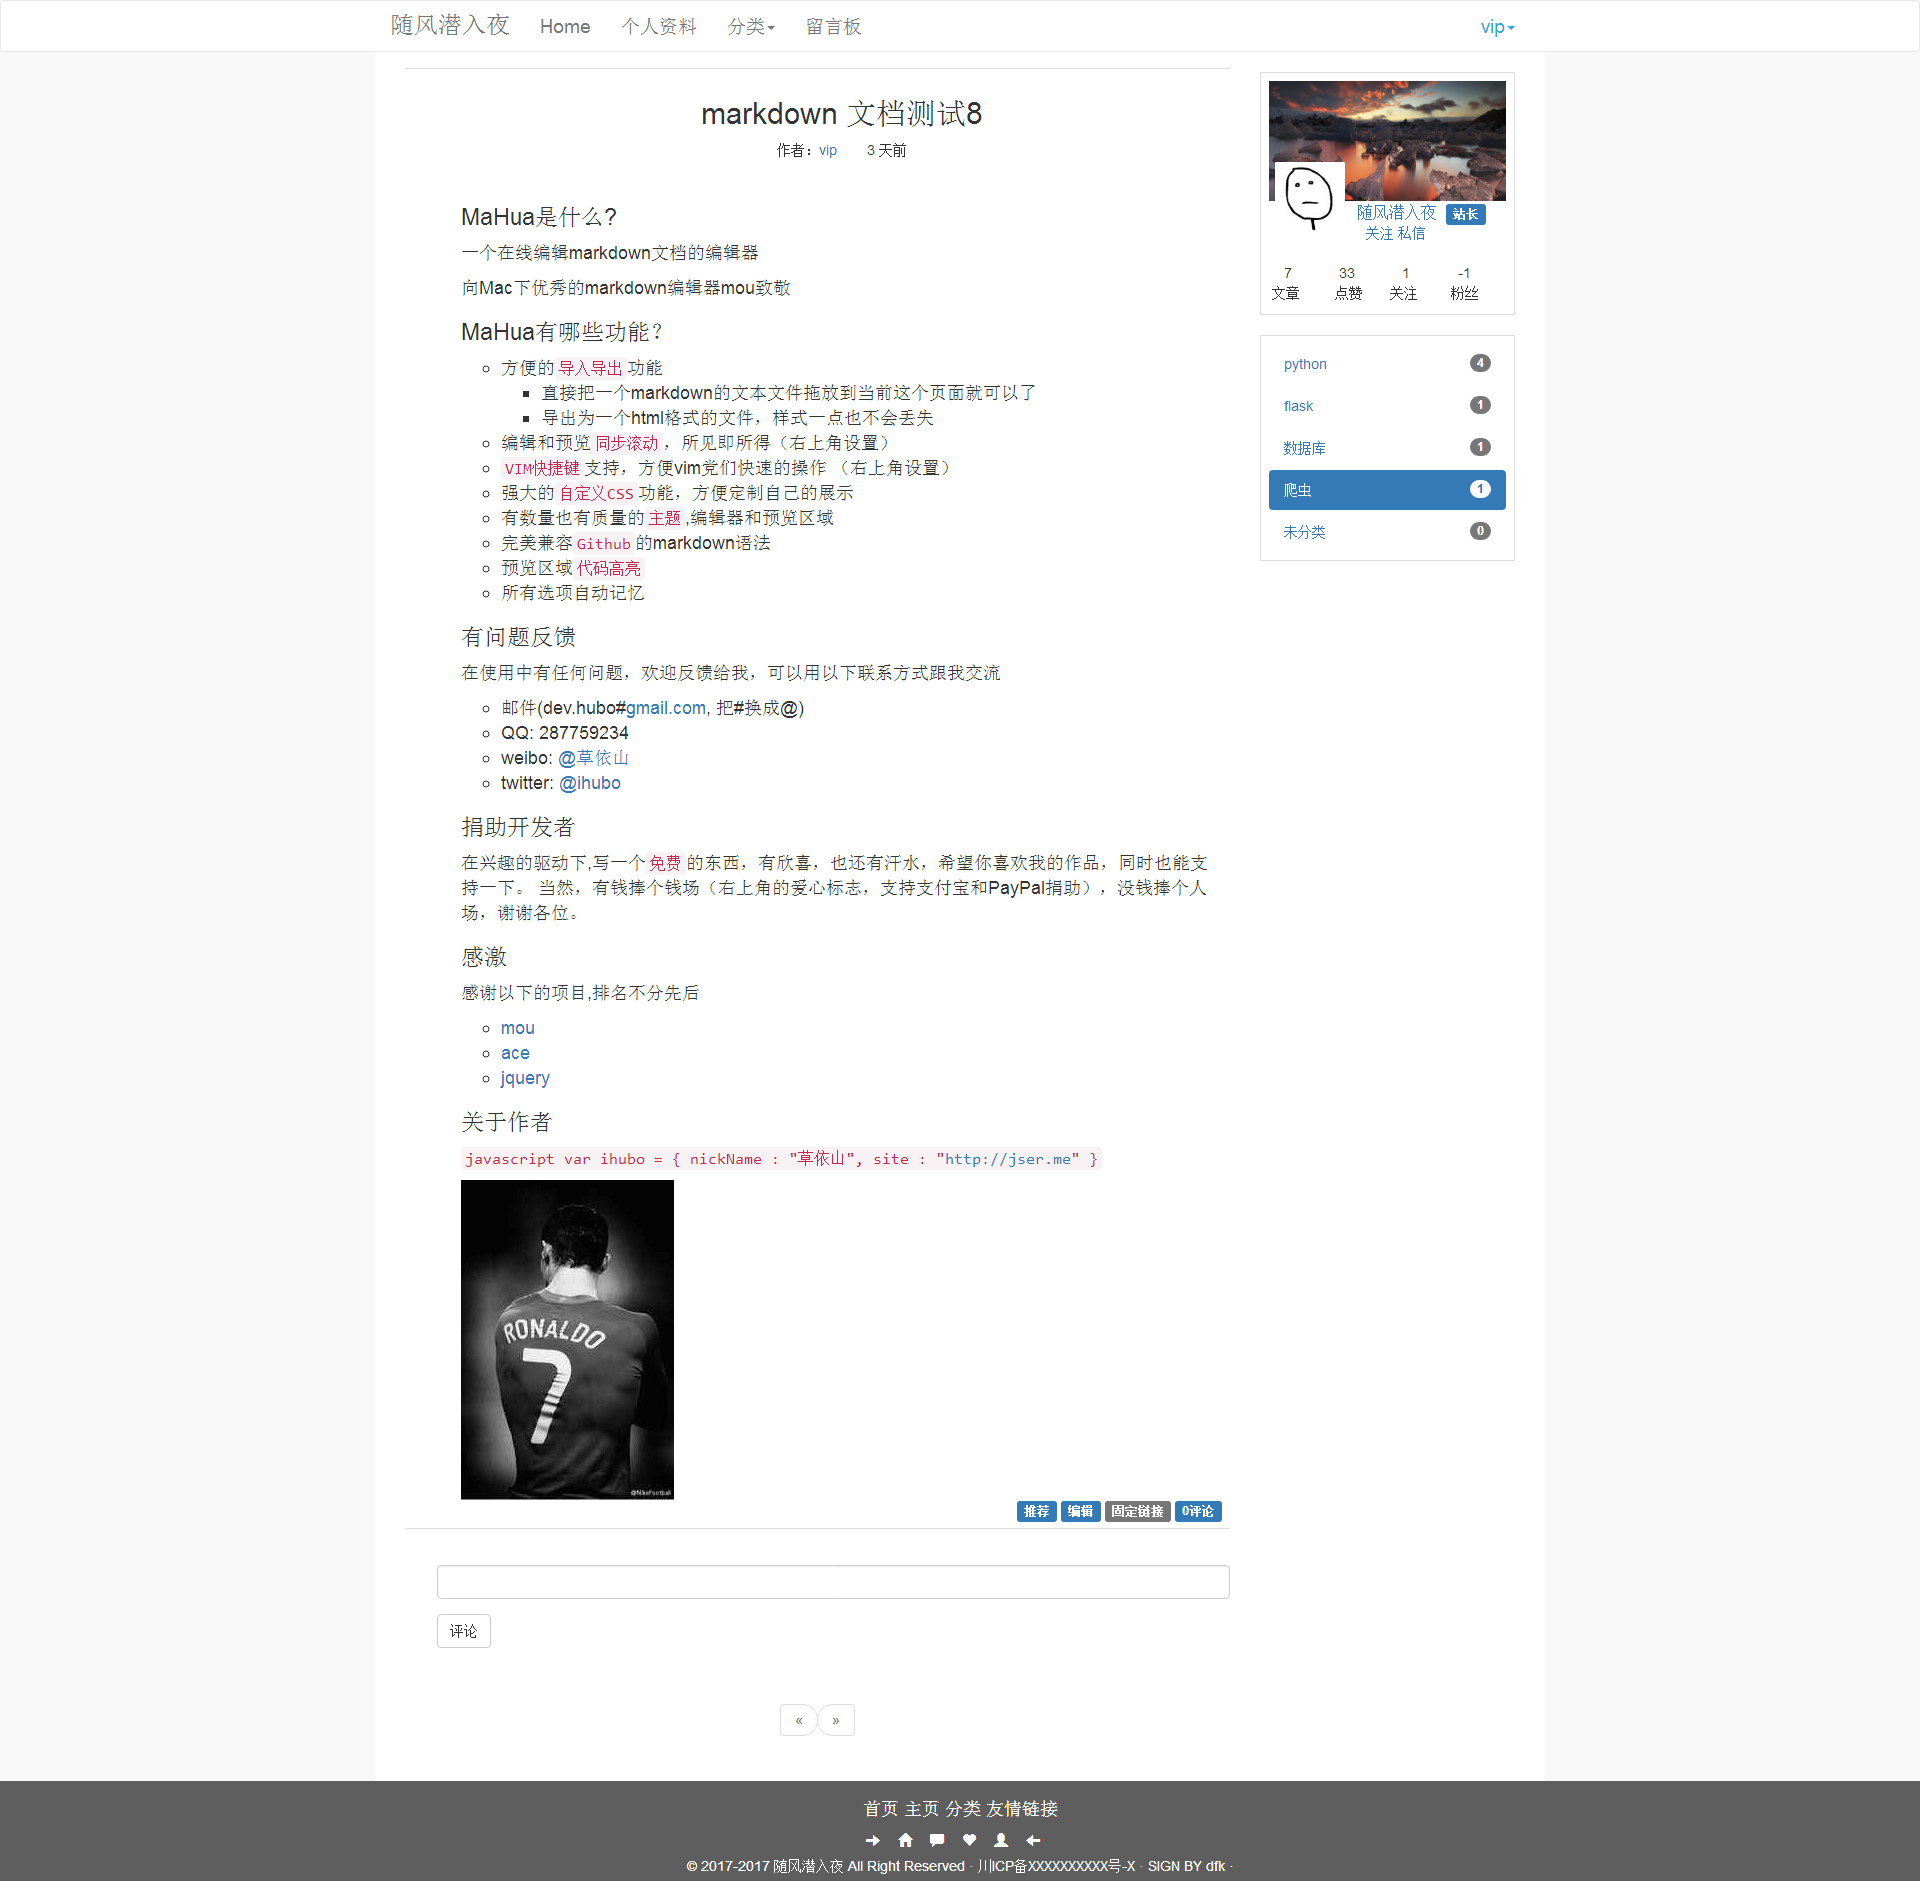 随风潜入夜 Home 个人资料 分类 留言板 vip
markdown 文档测试8
作者：vip 3 天前
MaHua是什么?
一个在线编辑markdown文档的编辑器
向Mac下优秀的markdown编辑器mou致敬
MaHua有哪些功能？
方便的导入导出功能
直接把一个markdown的文本文件拖放到当前这个页面就可以了
导出为一个html格式的文件，样式一点也不会丢失
编辑和预览同步滚动，所见即所得（右上角设置）
VIM快捷键支持，方便vim党们快速的操作 （右上角设置）
强大的自定义CSS功能，方便定制自己的展示
有数量也有质量的主题,编辑器和预览区域
完美兼容Github的markdown语法
预览区域代码高亮
所有选项自动记忆
有问题反馈
在使用中有任何问题，欢迎反馈给我，可以用以下联系方式跟我交流
邮件(dev.hubo#gmail.com, 把#换成@)
QQ: 287759234
weibo: @草依山
twitter: @ihubo
捐助开发者
在兴趣的驱动下,写一个免费的东西，有欣喜，也还有汗水，希望你喜欢我的作品，同时也能支
持一下。 当然，有钱捧个钱场（右上角的爱心标志，支持支付宝和PayPal捐助），没钱捧个人
场，谢谢各位。
感激
感谢以下的项目,排名不分先后
mou
ace
jquery
关于作者
javascript var ihubo = { nickName : "草依山", site : "http://jser.me" }
RONALDO
7
@NikeFootball
推荐 编辑 固定链接 0评论
评论
« »
随风潜入夜 站长
关注 私信
7 33 1 -1
文章 点赞 关注 粉丝
python 4
flask 1
数据库 1
爬虫 1
未分类 0
首页 主页 分类 友情链接
© 2017-2017 随风潜入夜 All Right Reserved · 川ICP备XXXXXXXXXX号-X · SIGN BY dfk ·